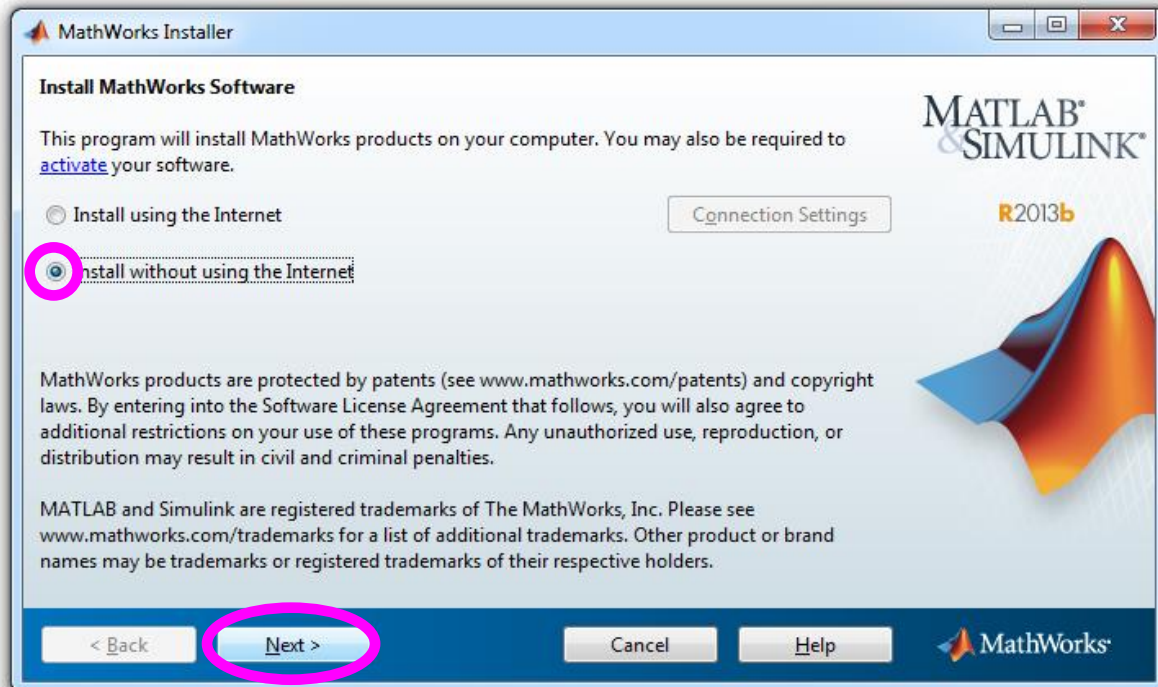 MathWorks Installer
Install MathWorks Software
This program will install MathWorks products on your computer. You may also be required to
activate your software.
Install using the Internet
Connection Settings
Install without using the Internet
MathWorks products are protected by patents (see www.mathworks.com/patents) and copyright
laws. By entering into the Software License Agreement that follows, you will also agree to
additional restrictions on your use of these programs. Any unauthorized use, reproduction, or
distribution may result in civil and criminal penalties.
MATLAB and Simulink are registered trademarks of The MathWorks, Inc. Please see
www.mathworks.com/trademarks for a list of additional trademarks. Other product or brand
names may be trademarks or registered trademarks of their respective holders.
MATLAB®
&SIMULINK®
R2013b
< Back
Next >
Cancel
Help
MathWorks®